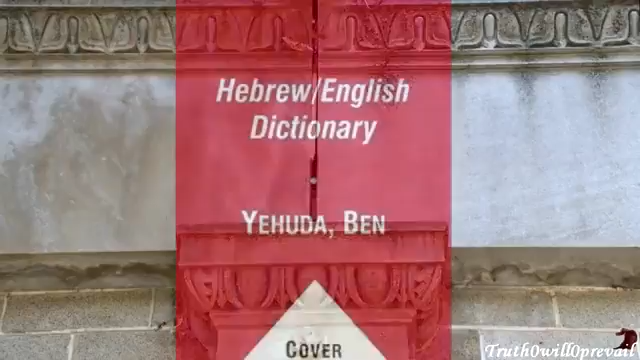 Hebrew/English
Dictionary
YEHUDA, BEN
COVER
Truth0will0prevail